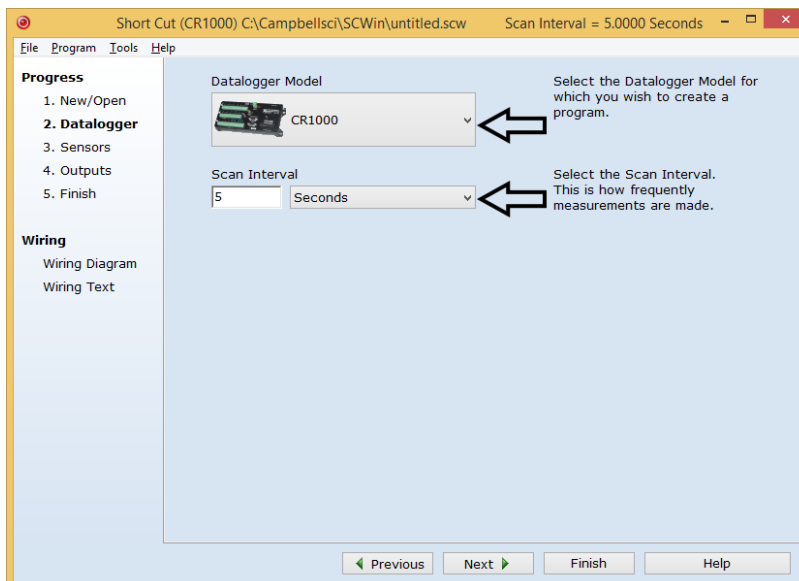 Short Cut (CR1000) C:\Campbellsci\SCWin\untitled.scw Scan Interval = 5.0000 Seconds
File Program Tools Help
Progress
1. New/Open
2. Datalogger
3. Sensors
4. Outputs
5. Finish
Wiring
Wiring Diagram
Wiring Text
Datalogger Model
CR1000
Select the Datalogger Model for
which you wish to create a
program.
Scan Interval
5 Seconds
Select the Scan Interval.
This is how frequently
measurements are made.
Previous Next Finish Help